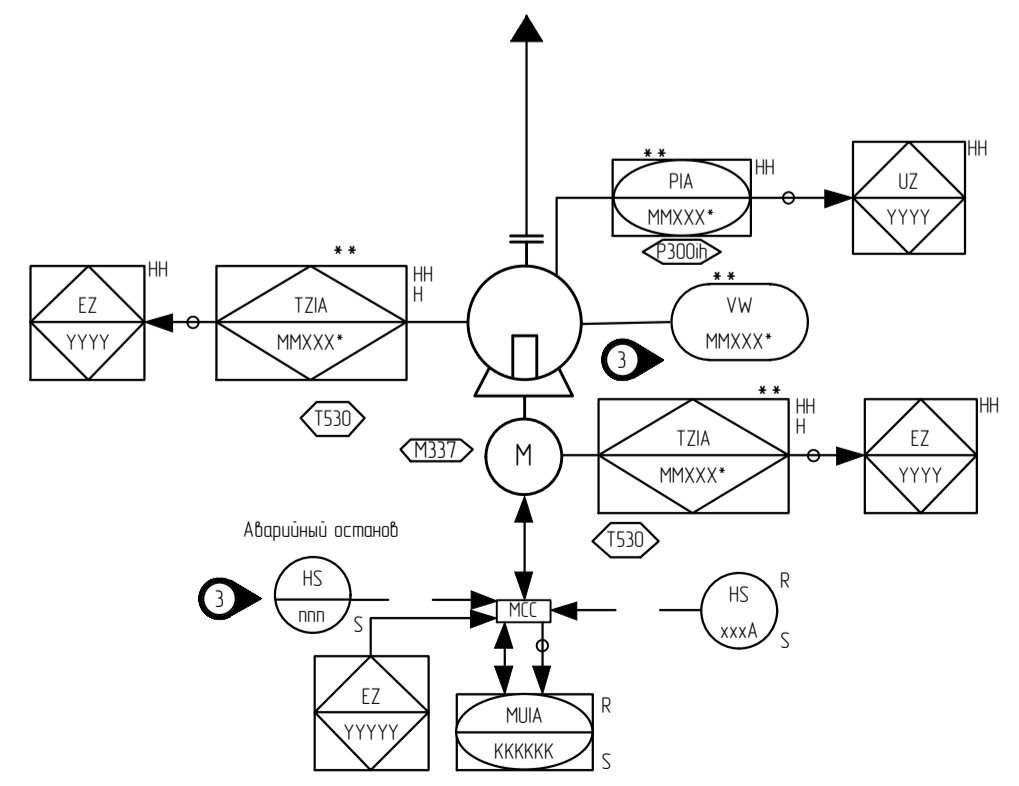 **
PIA
MMXXX*
HH
P300ih
UZ
YYYY
HH
EZ
YYYY
HH
**
TZIA
MMXXX*
HH
H
T530
**
VW
MMXXX*
3
M337
M
**
TZIA
MMXXX*
HH
H
T530
EZ
YYYY
HH
Аварийный останов
3
HS
ппп
S
MCC
HS
xxxA
R
S
EZ
YYYYY
MUIA
KKKKKK
R
S